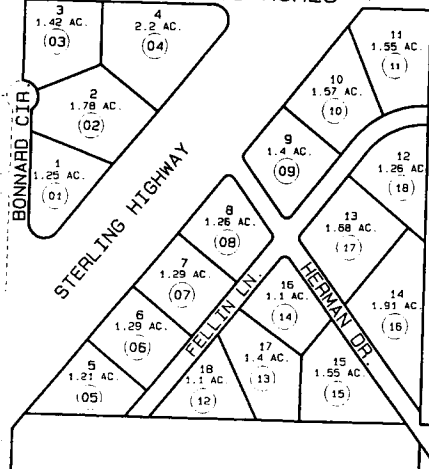 3
1.42 AC.
(03)
4
2.2 AC.
(04)
2
1.78 AC.
(02)
1
1.25 AC.
(01)
BONNARD CIR.
STERLING HIGHWAY
11
1.55 AC.
(11)
10
1.57 AC.
(10)
9
1.4 AC.
(09)
12
1.26 AC.
(18)
8
1.26 AC.
(08)
13
1.68 AC.
(17)
7
1.29 AC.
(07)
FELLIN LN.
HERMAN DR.
16
1.1 AC.
(14)
14
1.91 AC.
(16)
6
1.29 AC.
(06)
5
1.21 AC.
(05)
18
1.1 AC.
(12)
17
1.4 AC.
(13)
15
1.55 AC.
(15)